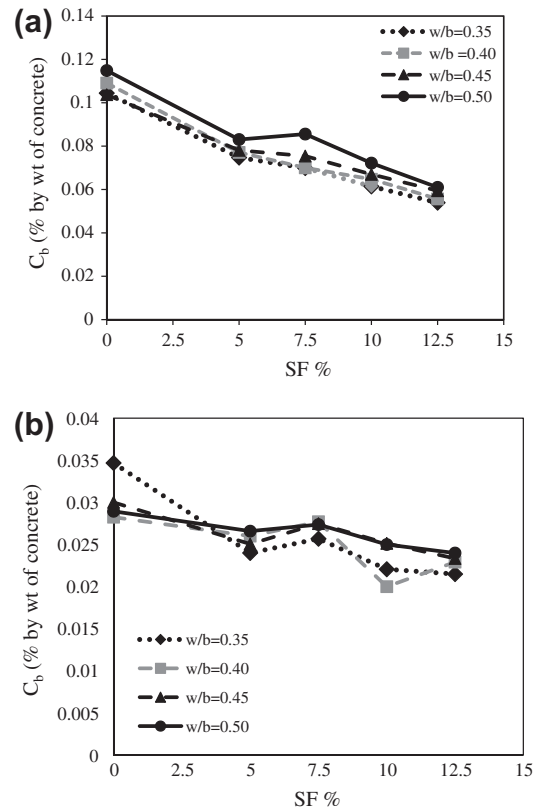 (a)
0.14
0.12
0.1
0.08
0.06
0.04
0.02
0
C_b (% by wt of concrete)
0
2.5
5
7.5
10
12.5
15
SF %
w/b=0.35
w/b =0.40
w/b=0.45
w/b=0.50
(b)
0.04
0.035
0.03
0.025
0.02
0.015
0.01
0.005
0
C_b (% by wt of concrete)
w/b=0.35
w/b=0.40
w/b=0.45
w/b=0.50
0
2.5
5
7.5
10
12.5
15
SF %